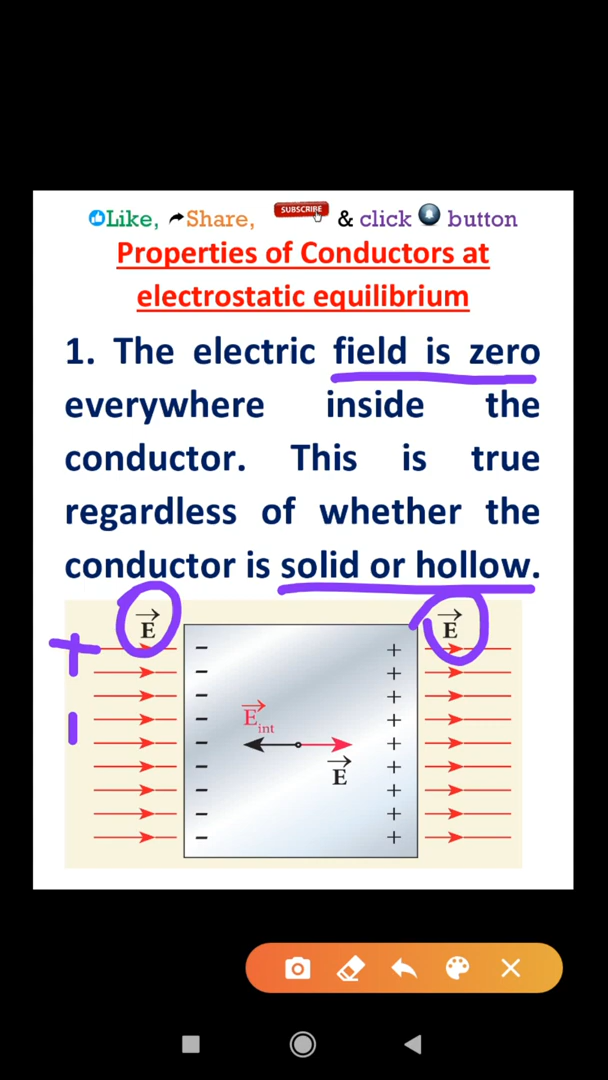 Like, Share, SUBSCRIBE & click button
Properties of Conductors at
electrostatic equilibrium
1. The electric field is zero
everywhere inside the
conductor. This is true
regardless of whether the
conductor is solid or hollow.
E E
+
-
- +
- +
- +
- +
- +
- +
- +
- +
- +
E int
E